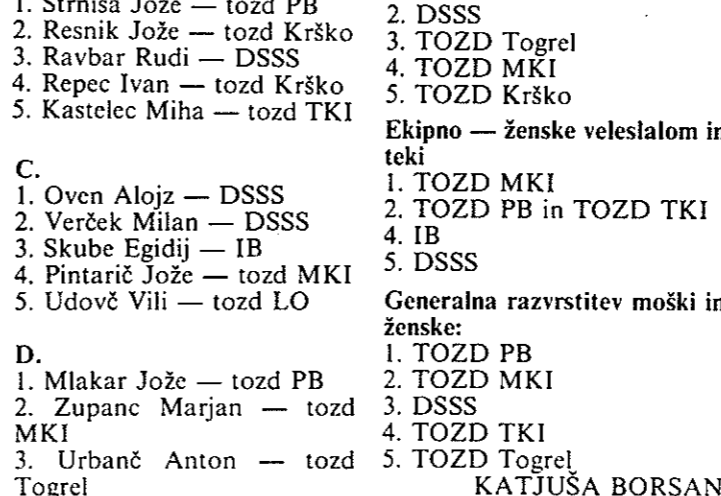 1. Strniša Jože — tozd PB
2. Resnik Jože — tozd Krško
3. Ravbar Rudi — DSSS
4. Repec Ivan — tozd Krško
5. Kastelec Miha — tozd TKI
C.
1. Oven Alojz — DSSS
2. Verček Milan — DSSS
3. Skube Egidij — IB
4. Pintarič Jože — tozd MKI
5. Udovč Vili — tozd LO
D.
1. Mlakar Jože — tozd PB
2. Zupanc Marjan — tozd
MKI
3. Urbanč Anton — tozd
Togrel
2. DSSS
3. TOZD Togrel
4. TOZD MKI
5. TOZD Krško
Ekipno — ženske veleslalom in
teki
1. TOZD MKI
2. TOZD PB in TOZD TKI
4. IB
5. DSSS
Generalna razvrstitev moški in
ženske:
1. TOZD PB
2. TOZD MKI
3. DSSS
4. TOZD TKI
5. TOZD Togrel
KATJUŠA BORSAN